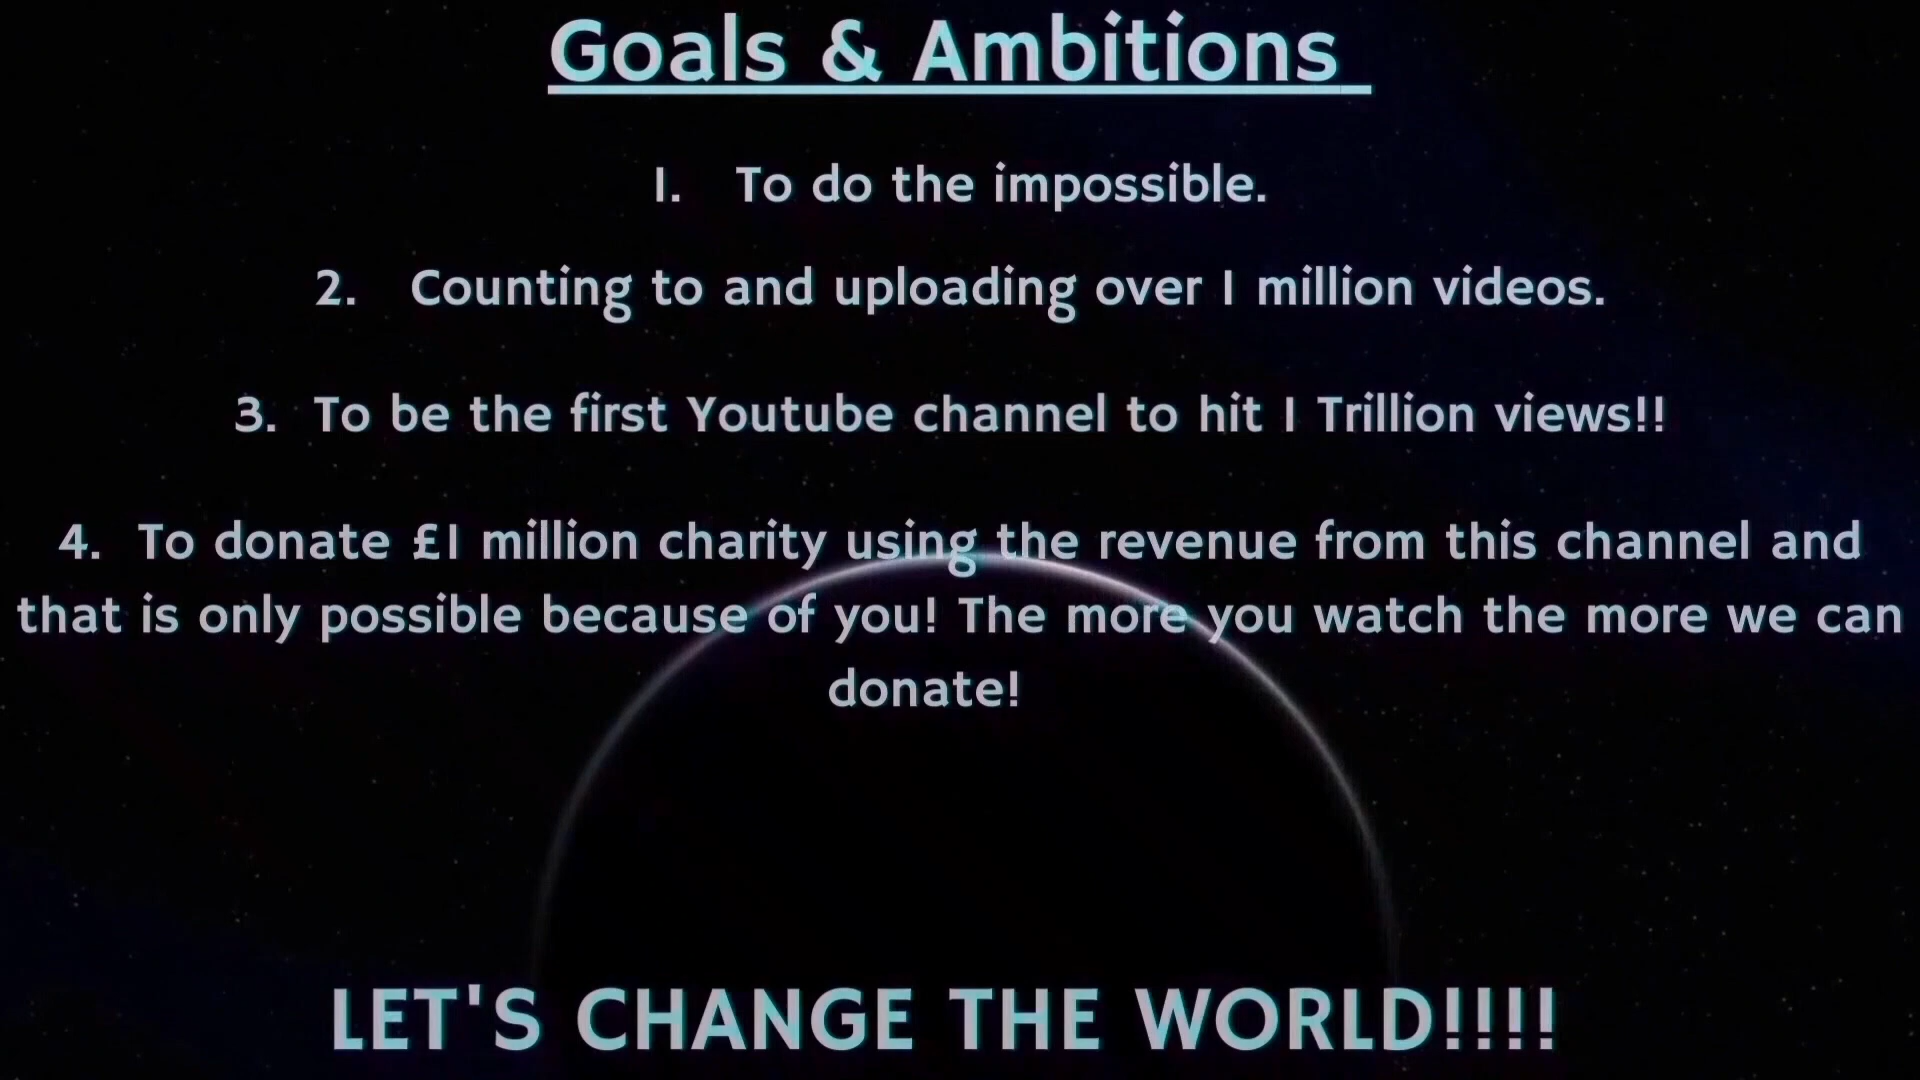 Goals & Ambitions
1. To do the impossible.
2. Counting to and uploading over 1 million videos.
3. To be the first Youtube channel to hit 1 Trillion views!!
4. To donate £1 million charity using the revenue from this channel and
that is only possible because of you! The more you watch the more we can
donate!
LET'S CHANGE THE WORLD!!!!